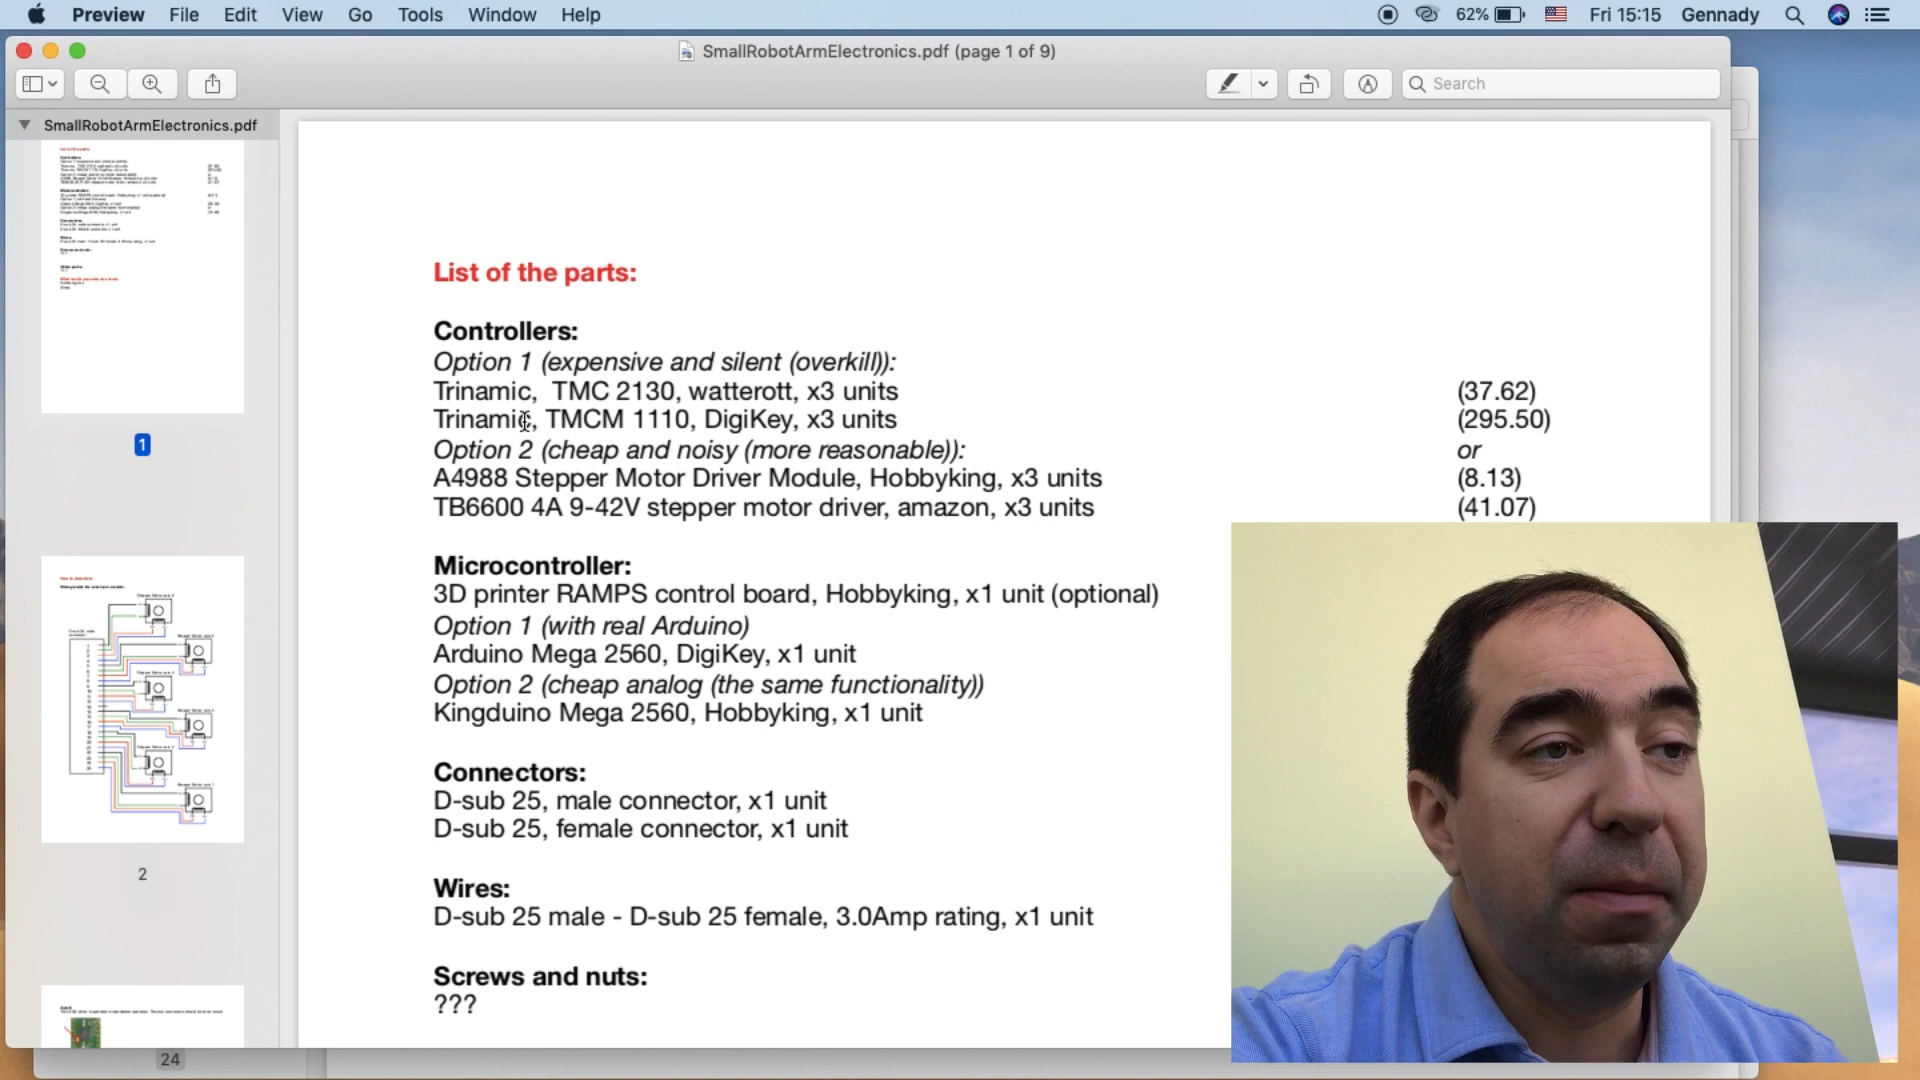 Preview File Edit View Go Tools Window Help
62% Fri 15:15 Gennady
SmallRobotArmElectronics.pdf (page 1 of 9)
Search
SmallRobotArmElectronics.pdf
1
2
24
List of the parts:
Controllers:
Option 1 (expensive and silent (overkill)):
Trinamic, TMC 2130, watterott, x3 units (37.62)
Trinamic, TMCM 1110, DigiKey, x3 units (295.50)
Option 2 (cheap and noisy (more reasonable)): or
A4988 Stepper Motor Driver Module, Hobbyking, x3 units (8.13)
TB6600 4A 9-42V stepper motor driver, amazon, x3 units (41.07)
Microcontroller:
3D printer RAMPS control board, Hobbyking, x1 unit (optional)
Option 1 (with real Arduino)
Arduino Mega 2560, DigiKey, x1 unit
Option 2 (cheap analog (the same functionality))
Kingduino Mega 2560, Hobbyking, x1 unit
Connectors:
D-sub 25, male connector, x1 unit
D-sub 25, female connector, x1 unit
Wires:
D-sub 25 male - D-sub 25 female, 3.0Amp rating, x1 unit
Screws and nuts:
???